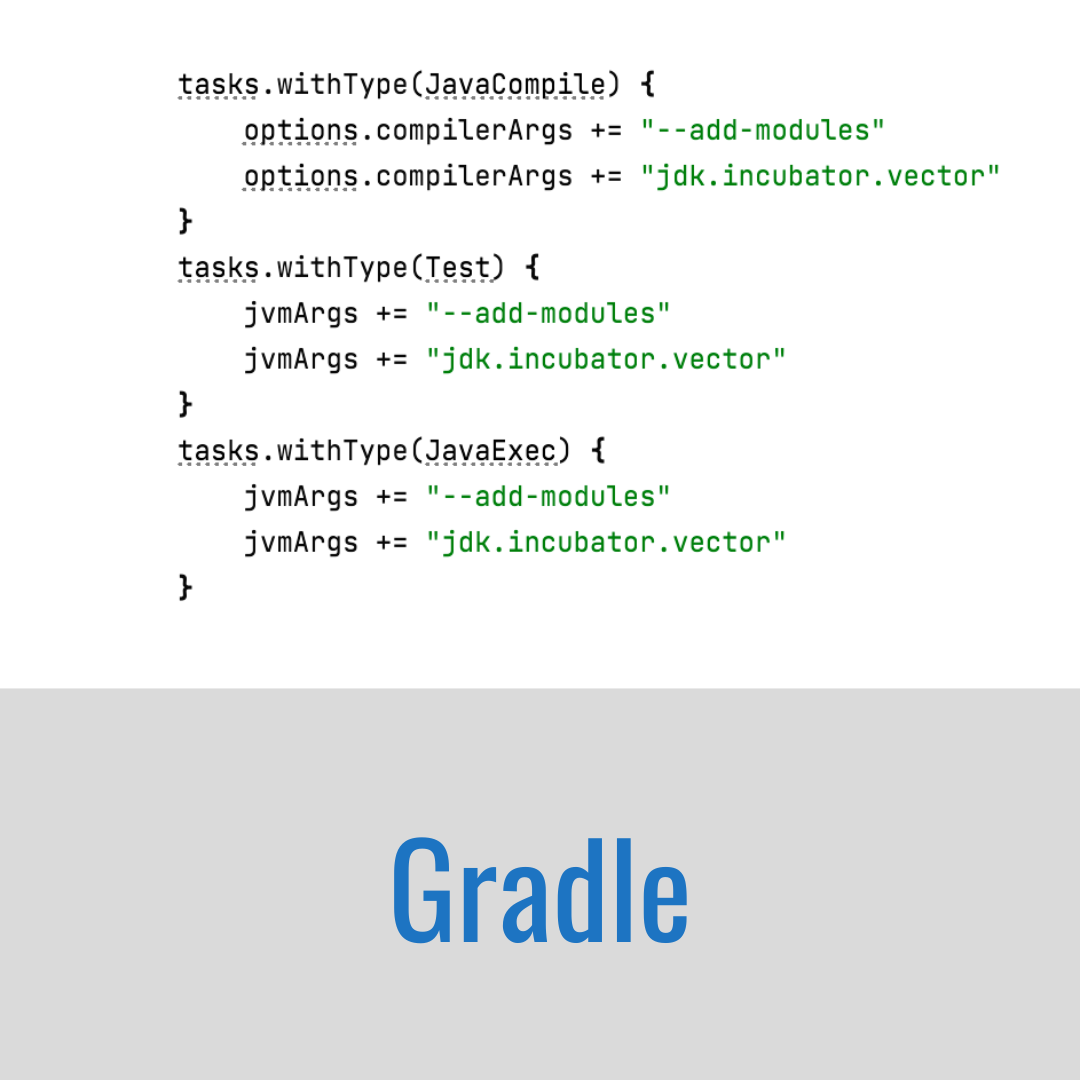 tasks.withType(JavaCompile) {
    options.compilerArgs += "--add-modules"
    options.compilerArgs += "jdk.incubator.vector"
}
tasks.withType(Test) {
    jvmArgs += "--add-modules"
    jvmArgs += "jdk.incubator.vector"
}
tasks.withType(JavaExec) {
    jvmArgs += "--add-modules"
    jvmArgs += "jdk.incubator.vector"
}
Gradle